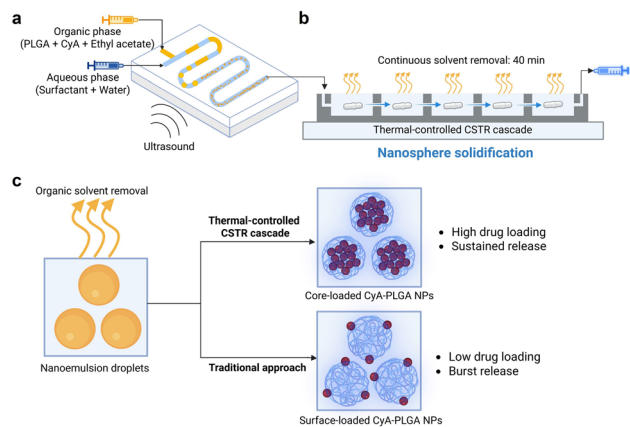 a
Organic phase
(PLGA + CyA + Ethyl acetate)
Aqueous phase
(Surfactant + Water)
Ultrasound
b
Continuous solvent removal: 40 min
Thermal-controlled CSTR cascade
Nanosphere solidification
c
Organic solvent removal
Nanoemulsion droplets
Thermal-controlled
CSTR cascade
Core-loaded CyA-PLGA NPs
• High drug loading
• Sustained release
Traditional approach
Surface-loaded CyA-PLGA NPs
• Low drug loading
• Burst release